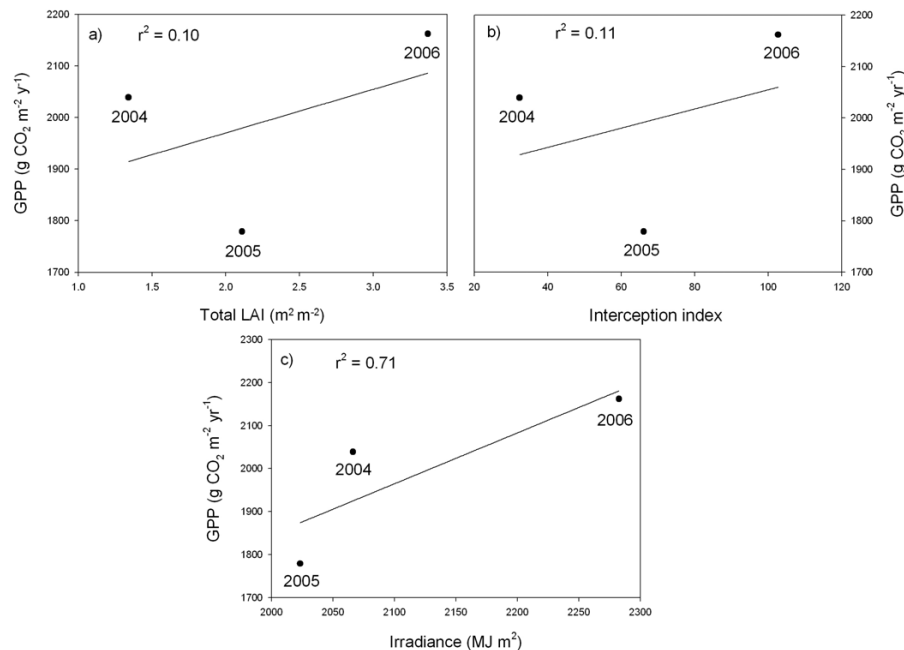 a)
r² = 0.10
2006
2004
2005
2200
2100
2000
1900
1800
1700
1.0 1.5 2.0 2.5 3.0 3.5
GPP (g CO₂ m⁻² y⁻¹)
Total LAI (m² m⁻²)
b)
r² = 0.11
2006
2004
2005
2200
2100
2000
1900
1800
1700
20 40 60 80 100 120
GPP (g CO₂ m⁻² yr⁻¹)
Interception index
c)
r² = 0.71
2006
2004
2005
2300
2200
2100
2000
1900
1800
1700
2000 2050 2100 2150 2200 2250 2300
GPP (g CO₂ m⁻² yr⁻¹)
Irradiance (MJ m²)